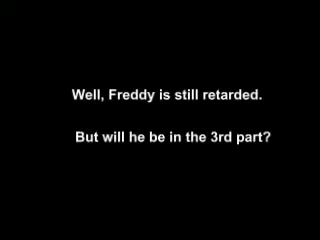 Well, Freddy is still retarded.
But will he be in the 3rd part?